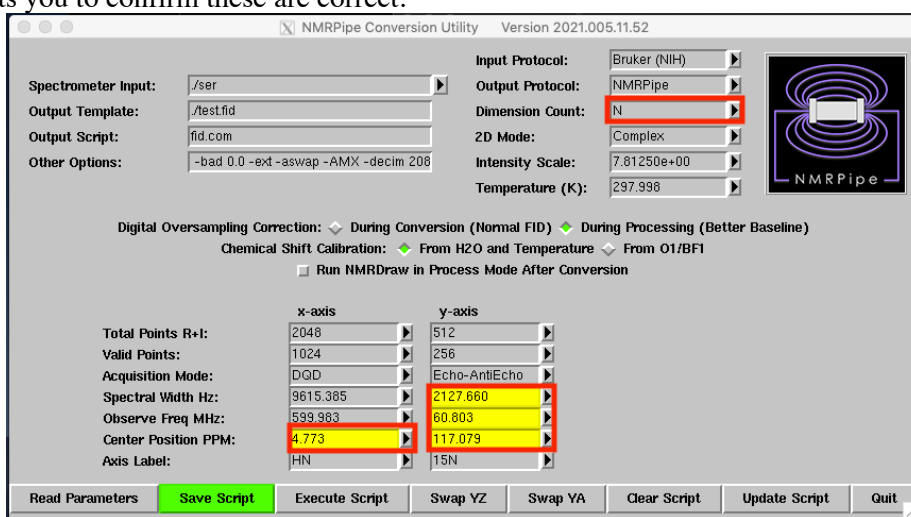 ts you to confirm these are correct.
NMRPipe Conversion Utility Version 2021.005.11.52
Input Protocol: Bruker (NIH)
Spectrometer Input: ./ser
Output Protocol: NMRPipe
Output Template: ./test.fid
Dimension Count: N
Output Script: fid.com
2D Mode: Complex
Other Options: -bad 0.0 -ext -aswap -AMX -decim 208
Intensity Scale: 7.81250e+00
Temperature (K): 297.998
NMRPipe
Digital Oversampling Correction: During Conversion (Normal FID) During Processing (Better Baseline)
Chemical Shift Calibration: From H2O and Temperature From O1/BF1
Run NMRDraw in Process Mode After Conversion
x-axis y-axis
Total Points R+I: 2048 512
Valid Points: 1024 256
Acquisition Mode: DQD Echo-AntiEcho
Spectral Width Hz: 9615.385 2127.660
Observe Freq MHz: 599.983 60.803
Center Position PPM: 4.773 117.079
Axis Label: HN 15N
Read Parameters Save Script Execute Script Swap YZ Swap YA Clear Script Update Script Quit